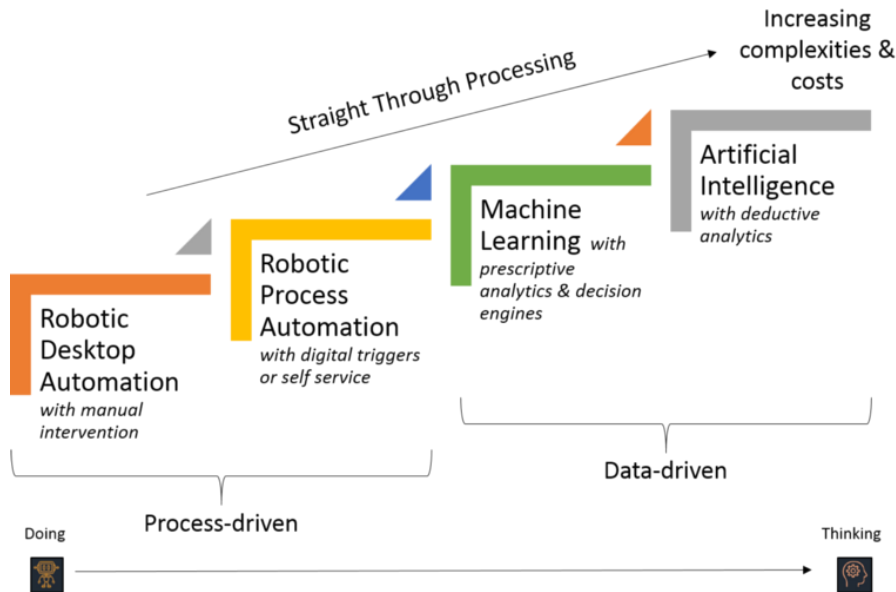 Increasing
complexities &
costs
Straight Through Processing
Artificial
Intelligence
with deductive
analytics
Machine
Learning with
prescriptive
analytics & decision
engines
Robotic
Process
Automation
with digital triggers
or self service
Robotic
Desktop
Automation
with manual
intervention
Data-driven
Process-driven
Doing
Thinking